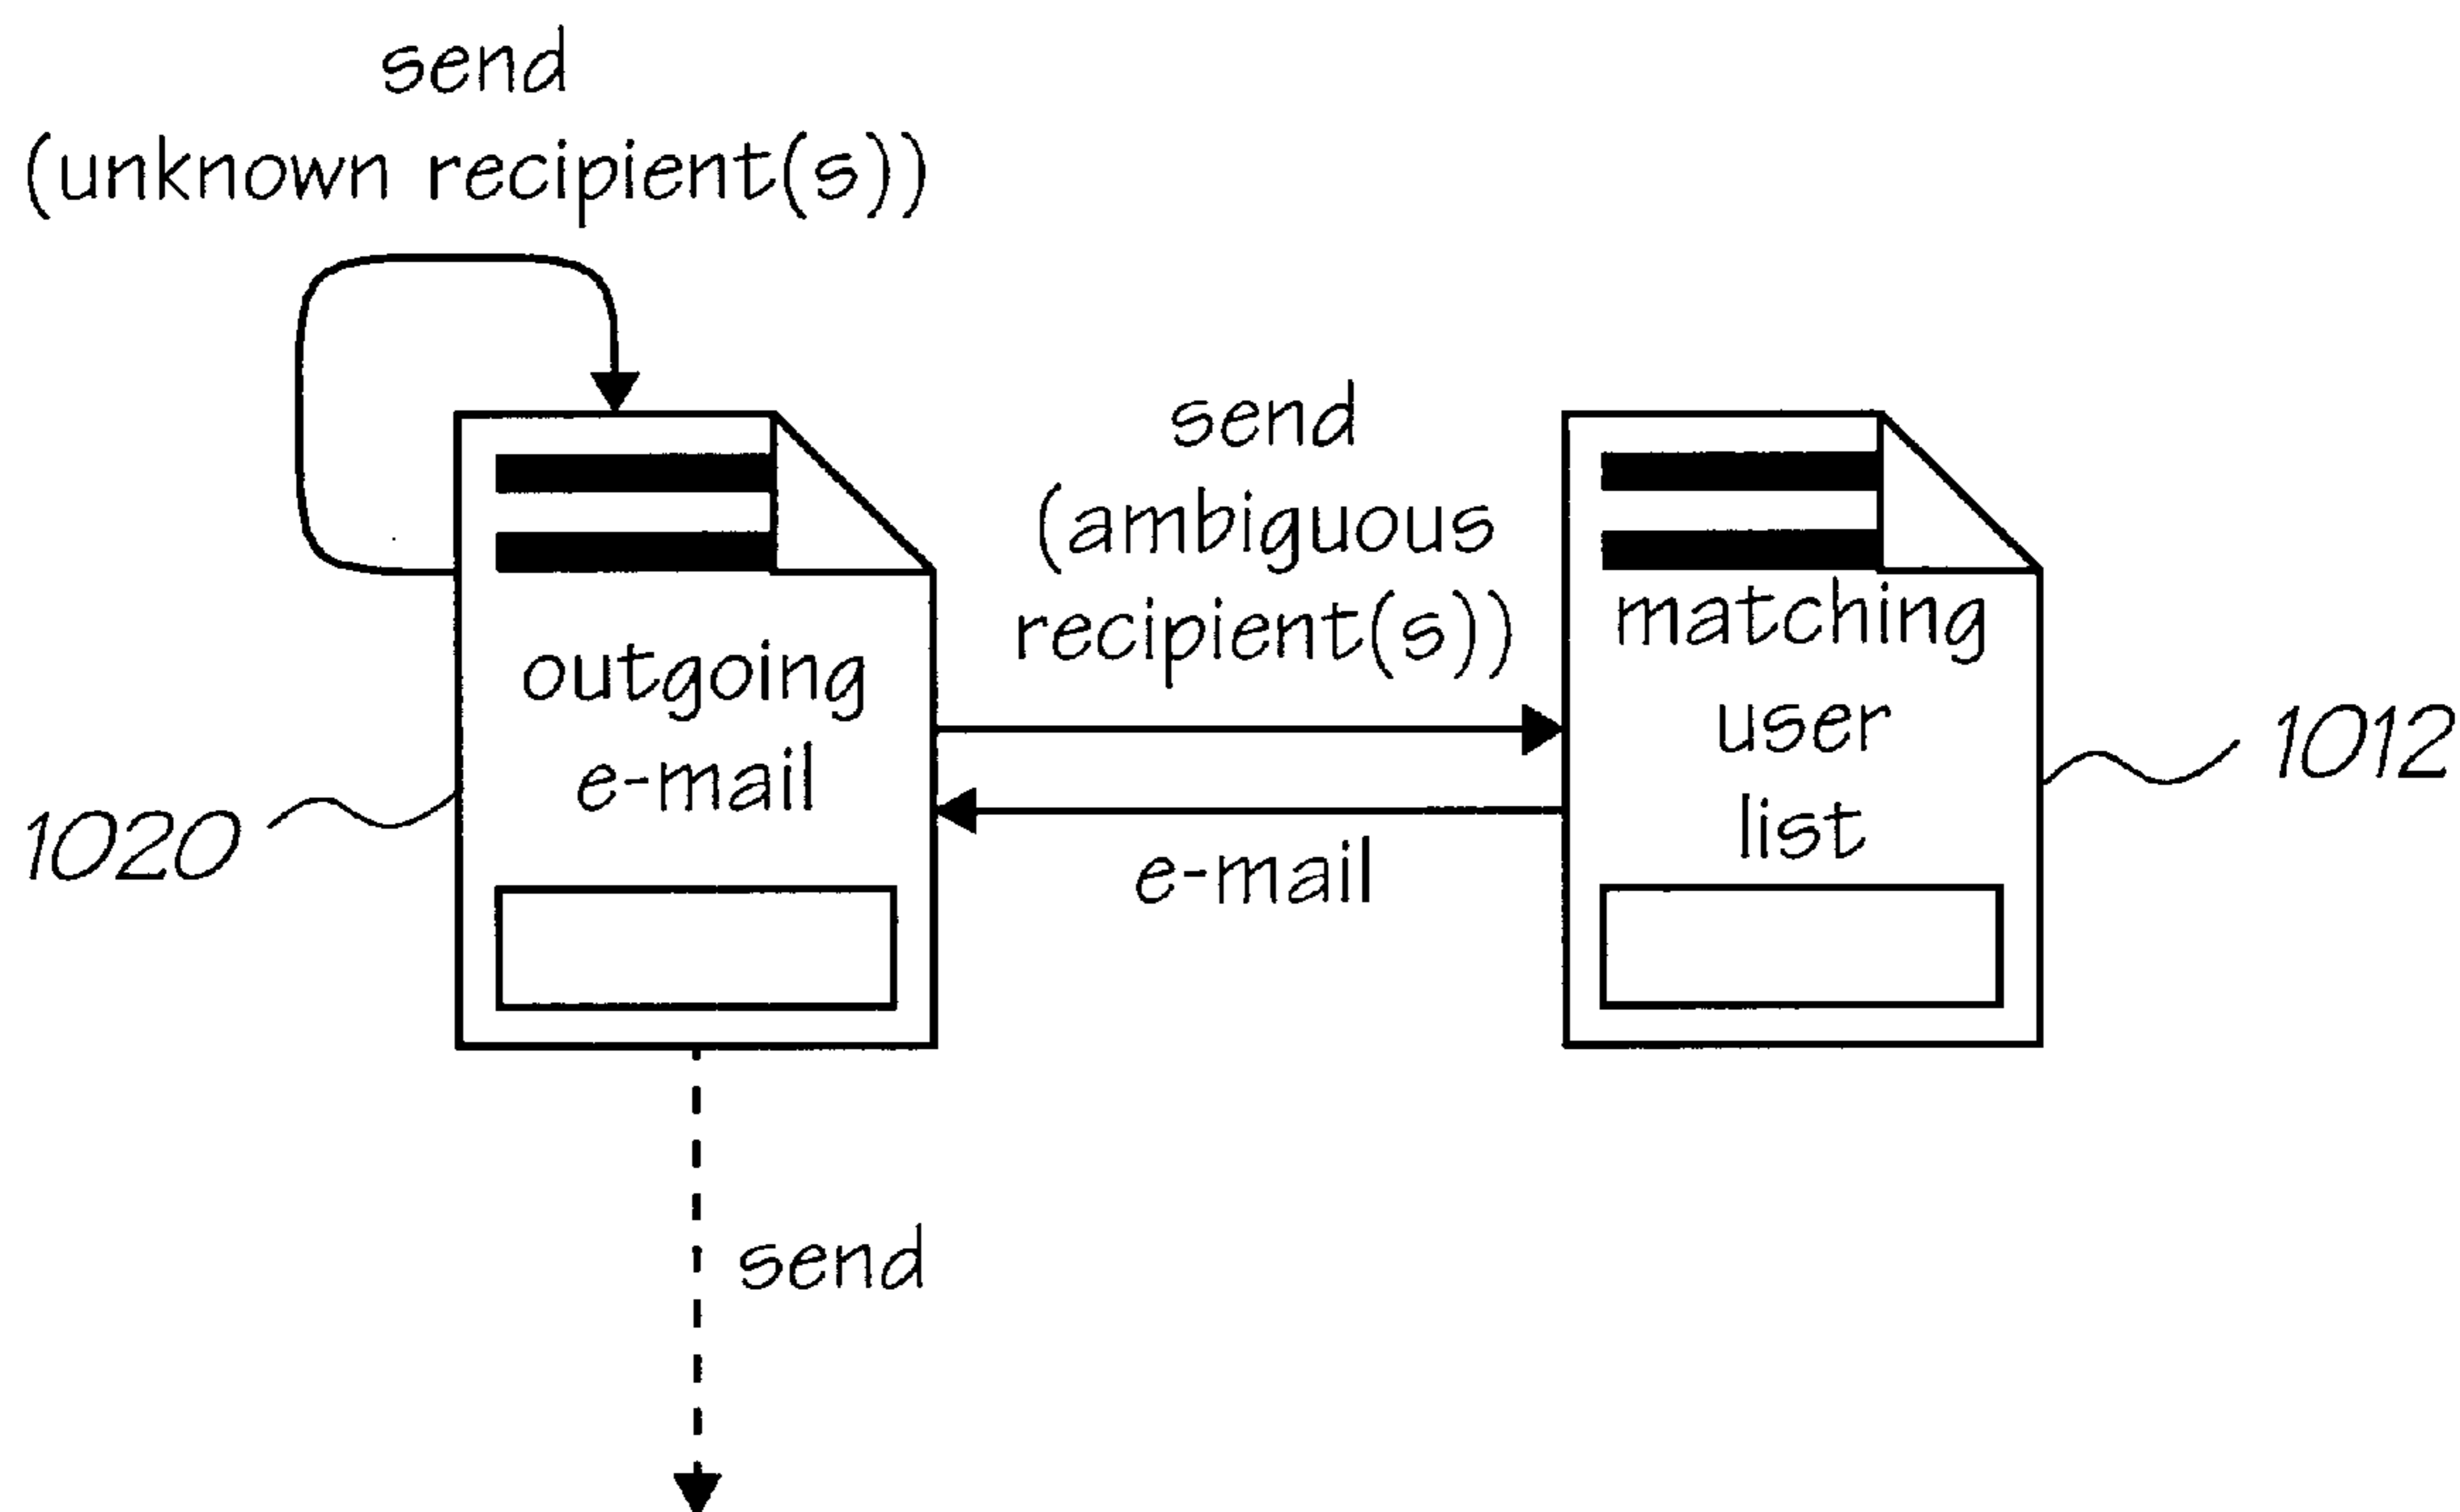 send
(unknown recipient(s))
send
(ambiguous
recipient(s))
outgoing
e-mail
matching
user
list
1012
1020
e-mail
send